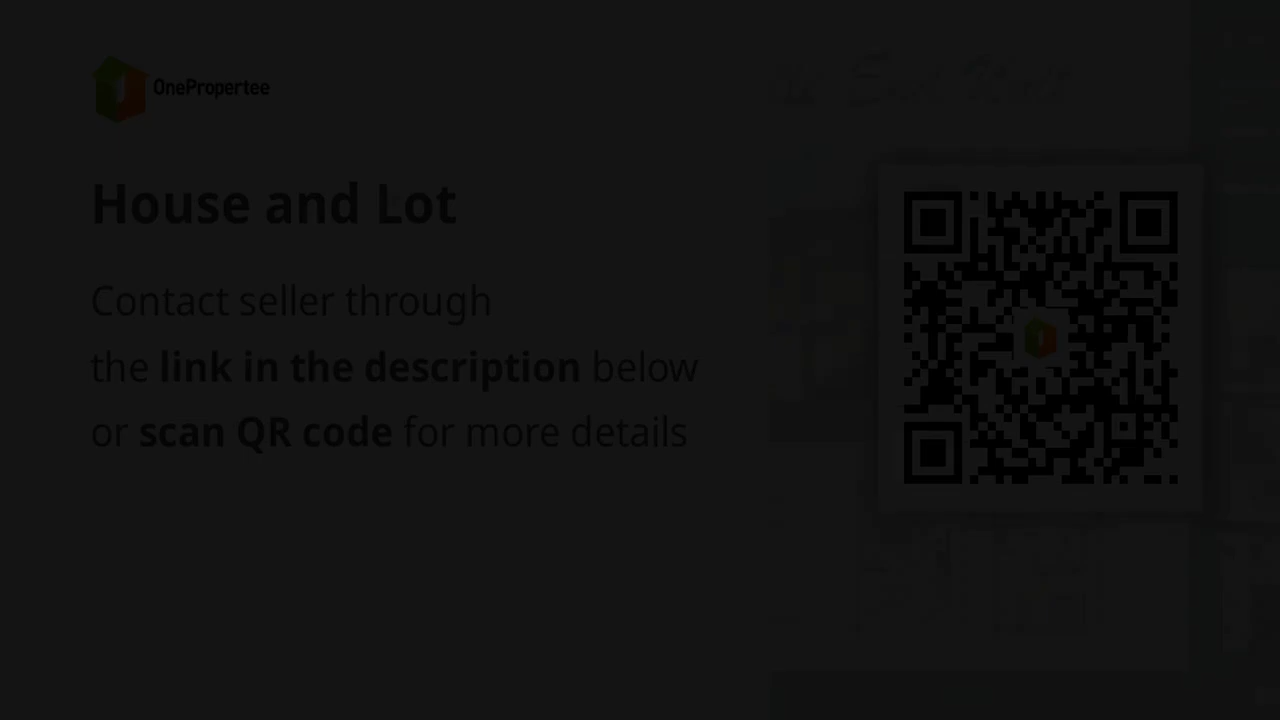 OnePropertee
House and Lot
Contact seller through
the link in the description below
or scan QR code for more details